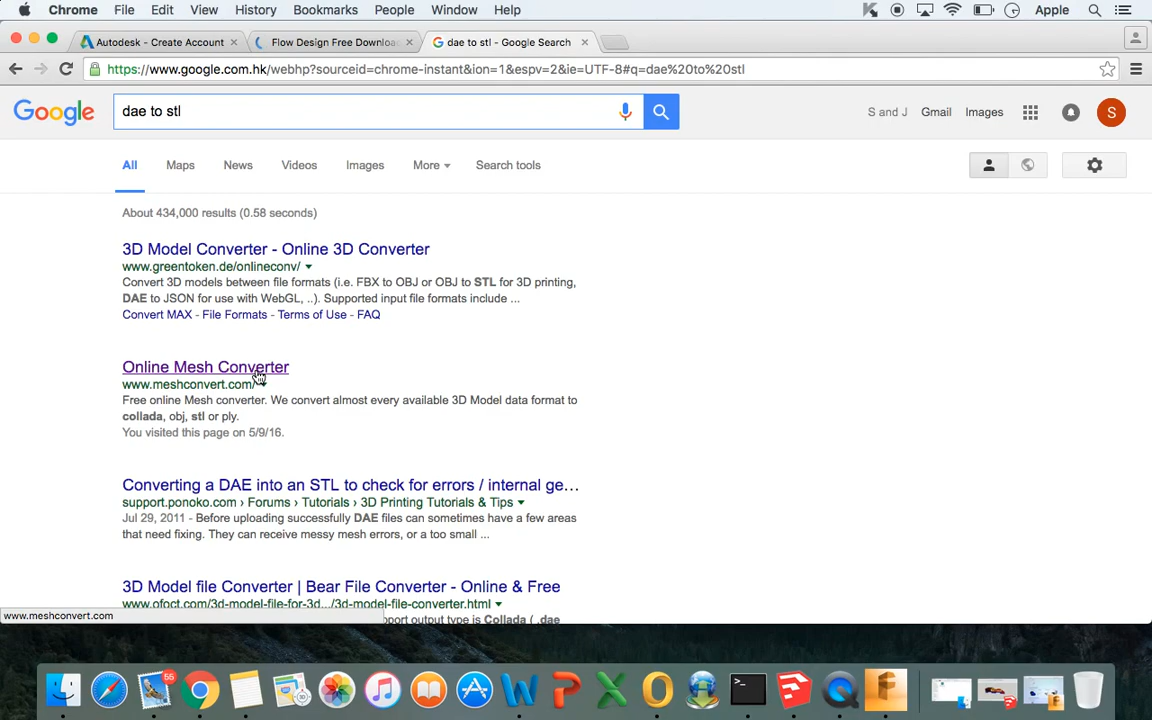 Chrome File Edit View History Bookmarks People Window Help Apple
Autodesk - Create Account × Flow Design Free Downloa × dae to stl - Google Search ×
https://www.google.com.hk/webhp?sourceid=chrome-instant&ion=1&espv=2&ie=UTF-8#q=dae%20to%20stl
Google dae to stl S and J Gmail Images S
All Maps News Videos Images More Search tools
About 434,000 results (0.58 seconds)
3D Model Converter - Online 3D Converter
www.greentoken.de/onlineconv/
Convert 3D models between file formats (i.e. FBX to OBJ or OBJ to STL for 3D printing,
DAE to JSON for use with WebGL, ..). Supported input file formats include ...
Convert MAX - File Formats - Terms of Use - FAQ
Online Mesh Converter
www.meshconvert.com/
Free online Mesh converter. We convert almost every available 3D Model data format to
collada, obj, stl or ply.
You visited this page on 5/9/16.
Converting a DAE into an STL to check for errors / internal ge...
support.ponoko.com › Forums › Tutorials › 3D Printing Tutorials & Tips
Jul 29, 2011 - Before uploading successfully DAE files can sometimes have a few areas
that need fixing. They can receive messy mesh errors, or a too small ...
3D Model file Converter | Bear File Converter - Online & Free
www.ofoct.com/3d-model-file-for-3d.../3d-model-file-converter.html
www.meshconvert.com
port output type is Collada ( .dae
55